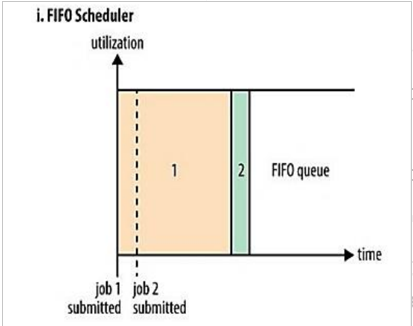 i. FIFO Scheduler
utilization
1
2
FIFO queue
time
job 1 job 2
submitted submitted